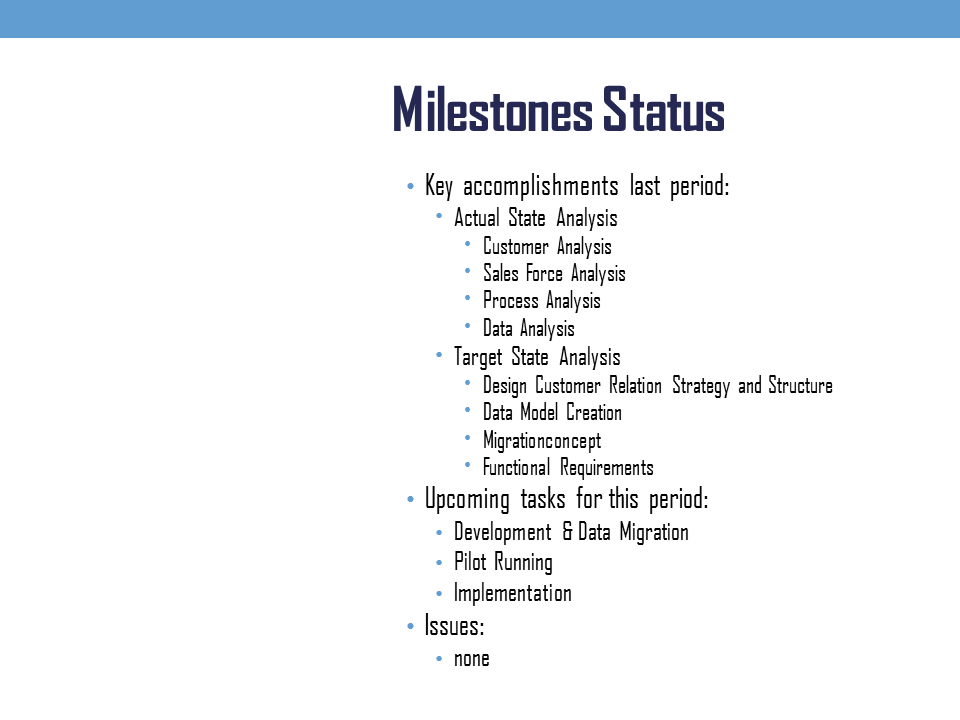 Milestones Status
• Key accomplishments last period:
• Actual State Analysis
• Customer Analysis
• Sales Force Analysis
• Process Analysis
• Data Analysis
• Target State Analysis
• Design Customer Relation Strategy and Structure
• Data Model Creation
• Migrationconcept
• Functional Requirements
• Upcoming tasks for this period:
• Development & Data Migration
• Pilot Running
• Implementation
• Issues:
• none